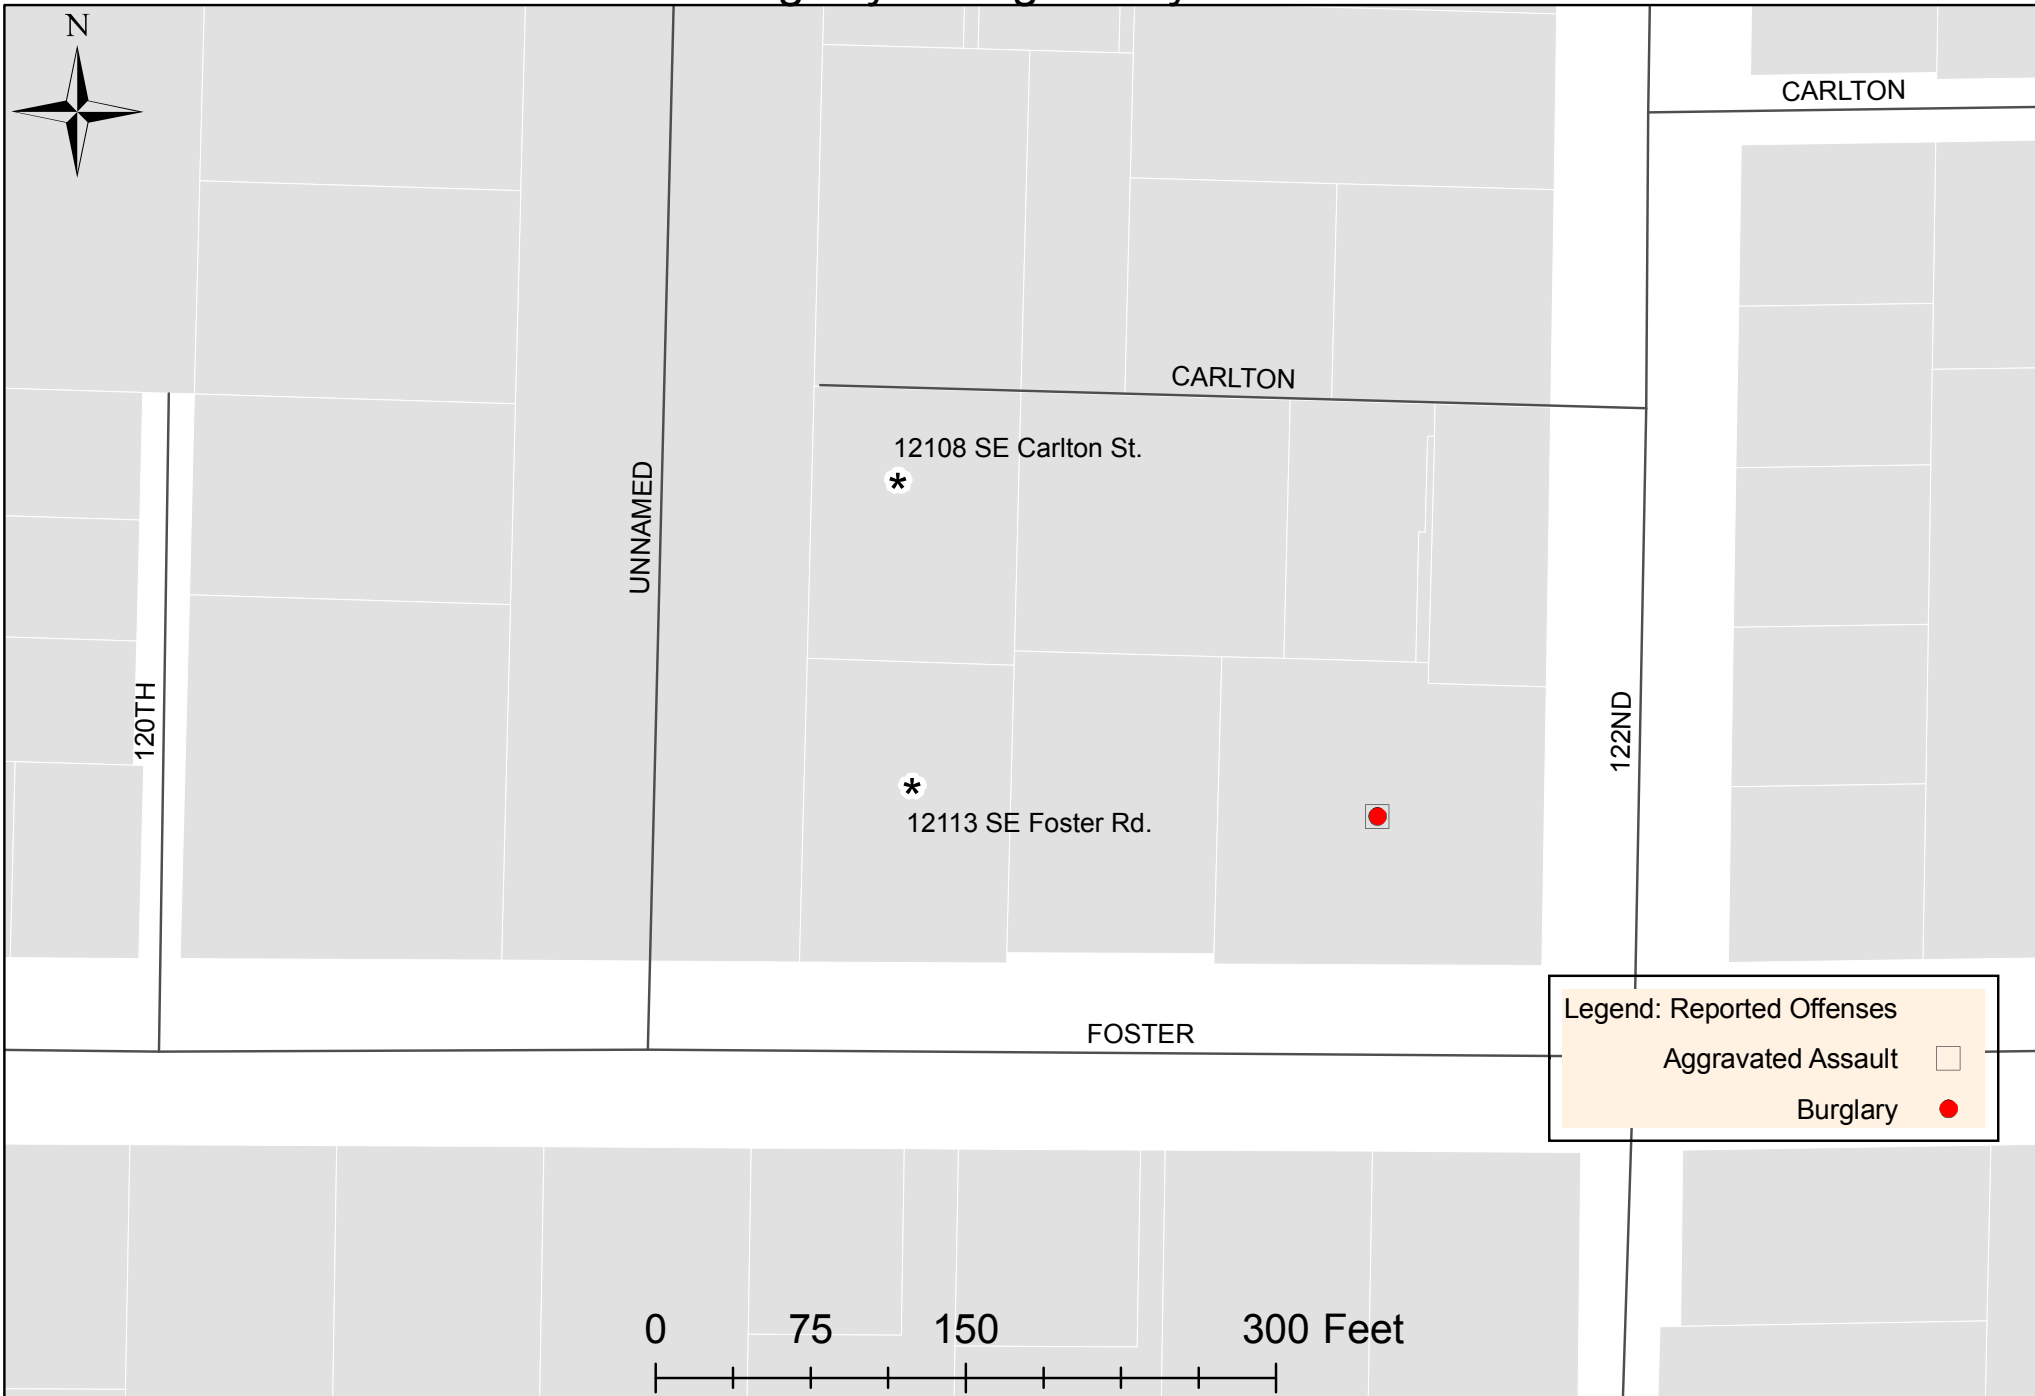 N
CARLTON
CARLTON
12108 SE Carlton St.
*
UNNAMED
120TH
122ND
*
12113 SE Foster Rd.
FOSTER
Legend: Reported Offenses
Aggravated Assault
Burglary
0 75 150 300 Feet